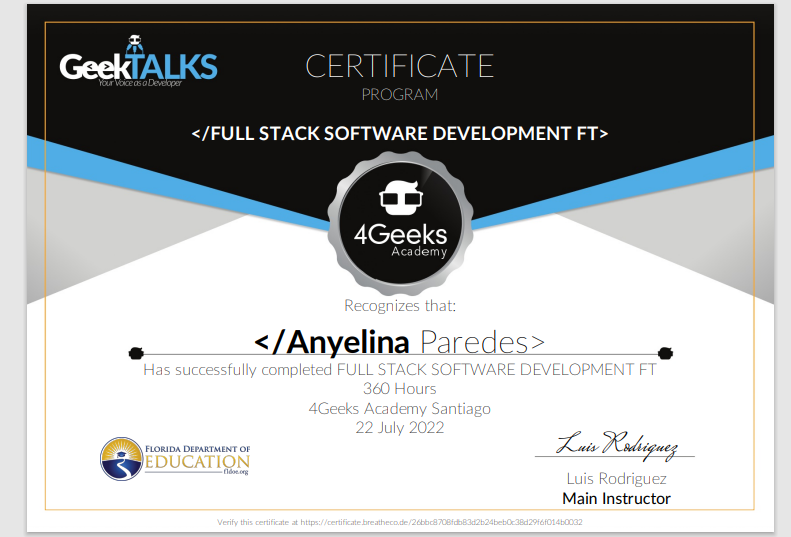 GeekTALKS
Your Voice as a Developer
CERTIFICATE
PROGRAM
</FULL STACK SOFTWARE DEVELOPMENT FT>
4Geeks
Academy
Recognizes that:
</Anyelina Paredes>
Has successfully completed FULL STACK SOFTWARE DEVELOPMENT FT
360 Hours
4Geeks Academy Santiago
22 July 2022
FLORIDA DEPARTMENT OF
EDUCATION
fldoe.org
Luis Rodriguez
Luis Rodriguez
Main Instructor
Verify this certificate at https://certificate.breatheco.de/26bbc8708fdb83d2b24beb0c38d29f6f014b0032